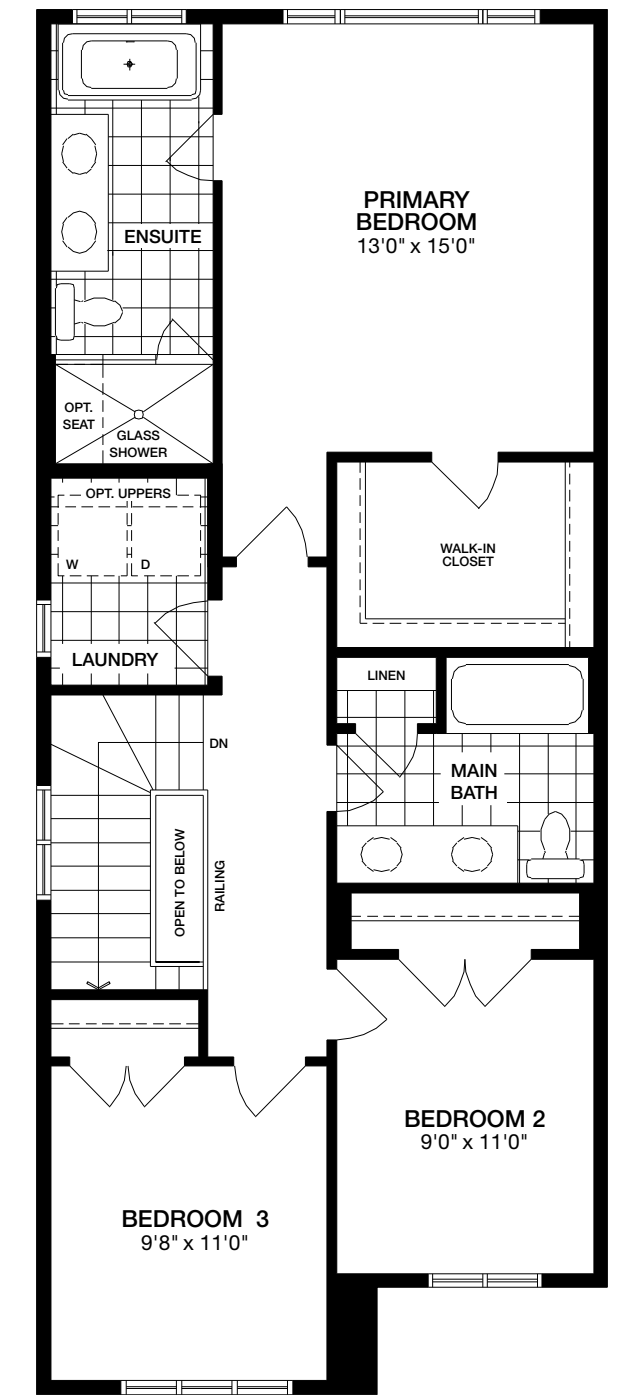 PRIMARY
BEDROOM
13'0" x 15'0"
ENSUITE
OPT.
SEAT
GLASS
SHOWER
OPT. UPPERS
W
D
LAUNDRY
WALK-IN
CLOSET
LINEN
DN
MAIN
BATH
OPEN TO BELOW
RAILING
BEDROOM 2
9'0" x 11'0"
BEDROOM 3
9'8" x 11'0"